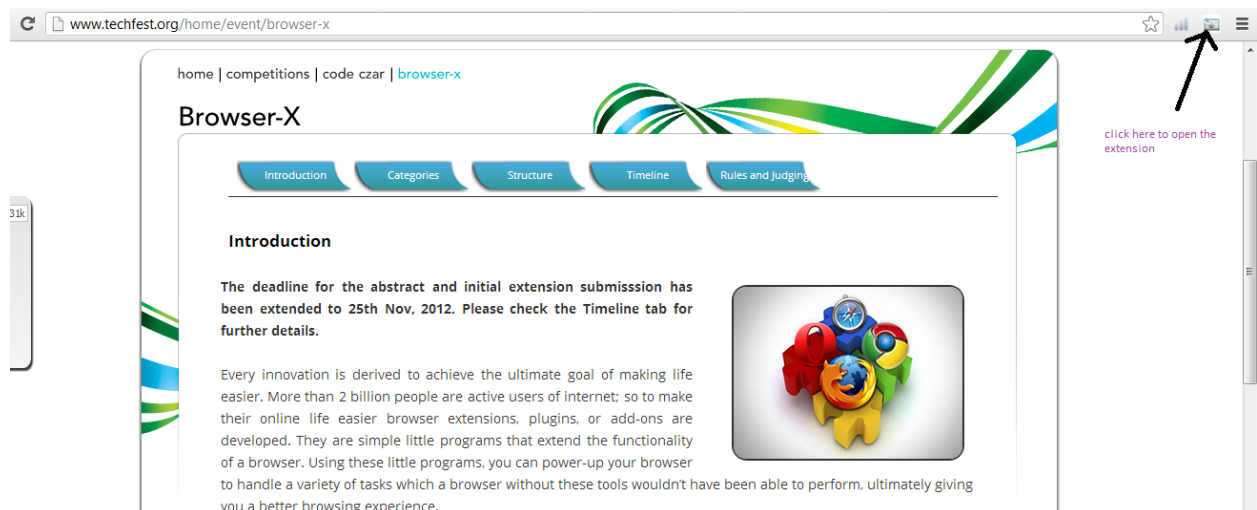 www.techfest.org/home/event/browser-x
home | competitions | code czar | browser-x
Browser-X
click here to open the
extension
Introduction Categories Structure Timeline Rules and Judging
31k
Introduction
The deadline for the abstract and initial extension submisssion has
been extended to 25th Nov, 2012. Please check the Timeline tab for
further details.
Every innovation is derived to achieve the ultimate goal of making life
easier. More than 2 billion people are active users of internet; so to make
their online life easier browser extensions, plugins, or add-ons are
developed. They are simple little programs that extend the functionality
of a browser. Using these little programs, you can power-up your browser
to handle a variety of tasks which a browser without these tools wouldn't have been able to perform, ultimately giving
you a better browsing experience.